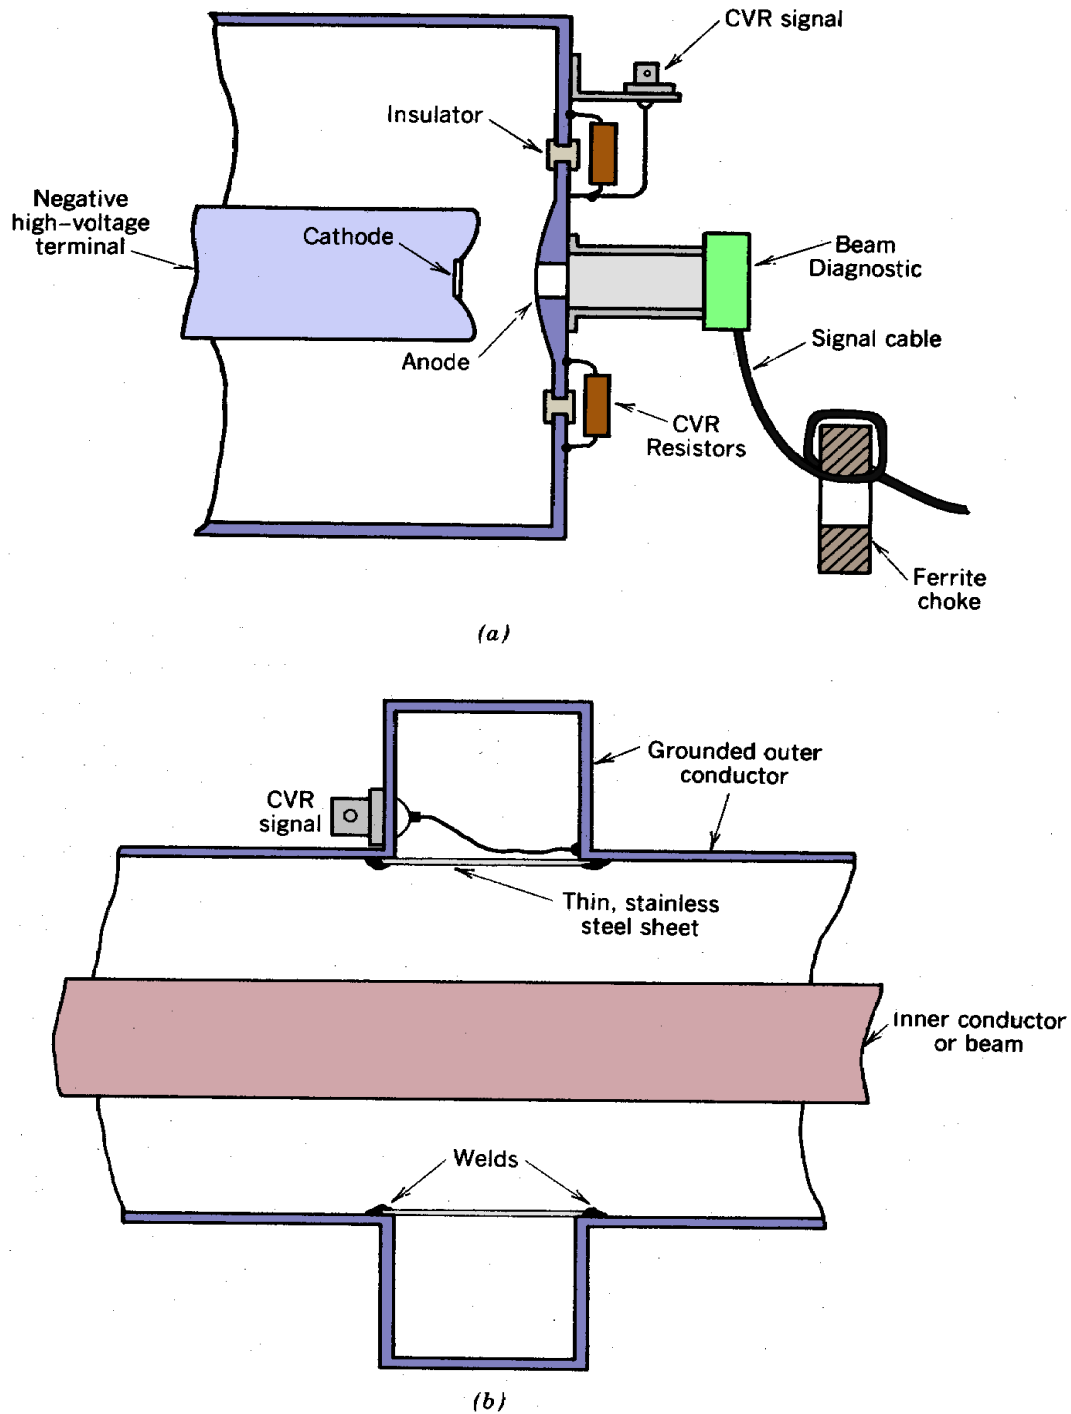 CVR signal
Insulator
Negative
high-voltage
terminal
Cathode
Beam
Diagnostic
Anode
Signal cable
CVR
Resistors
Ferrite
choke
(a)
Grounded outer
conductor
CVR
signal
Thin, stainless
steel sheet
Inner conductor
or beam
Welds
(b)